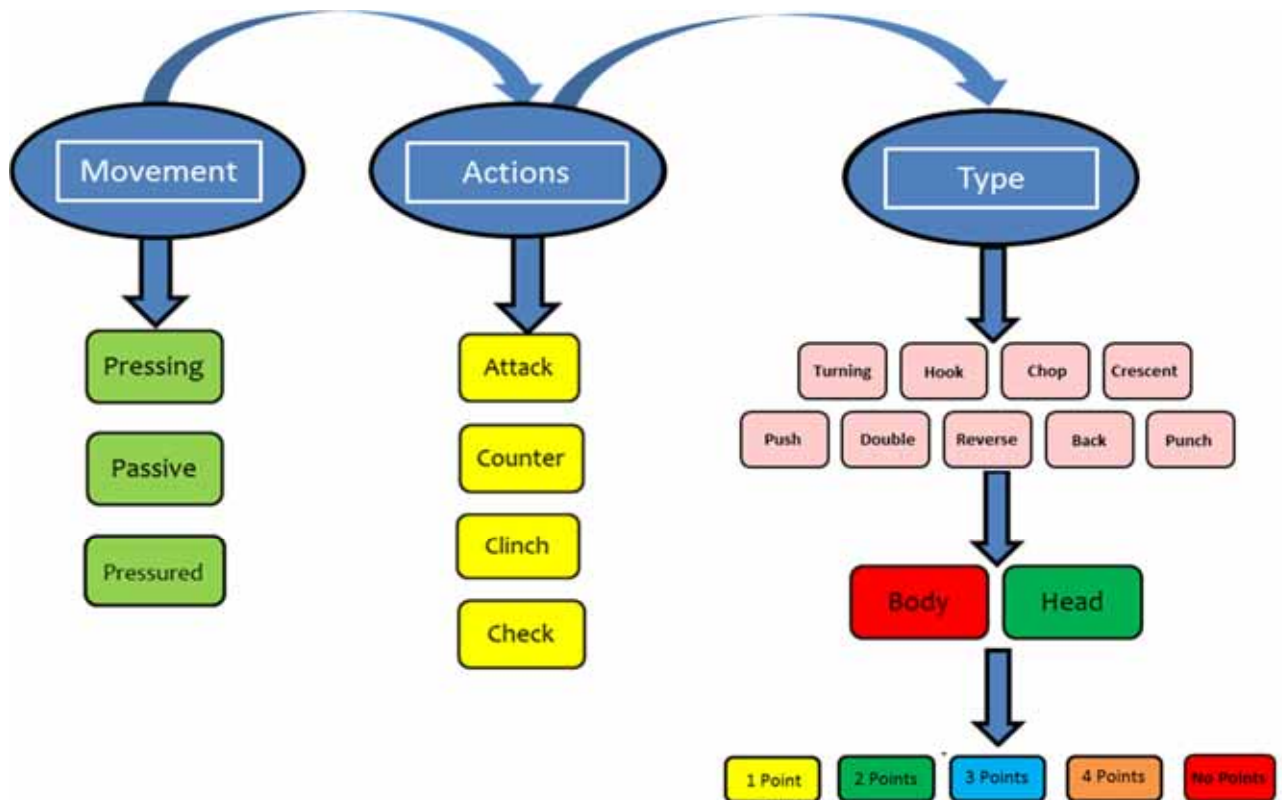 Movement
Actions
Type
Pressing
Passive
Pressured
Attack
Counter
Clinch
Check
Turning
Hook
Chop
Crescent
Push
Double
Reverse
Back
Punch
Body
Head
1 Point
2 Points
3 Points
4 Points
No Points